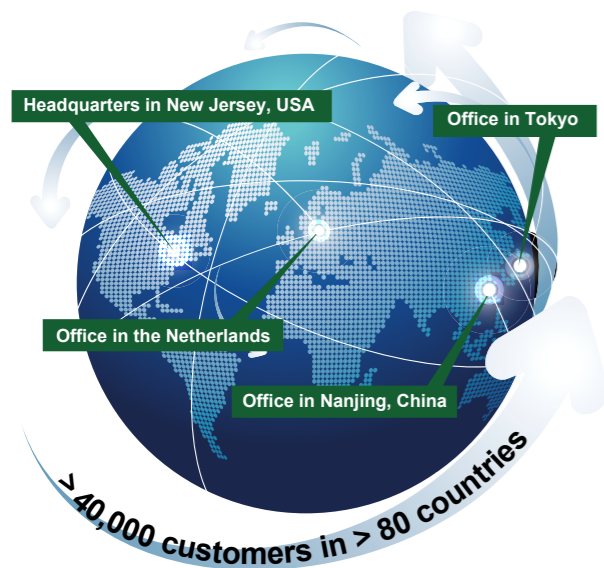 Headquarters in New Jersey, USA
Office in Tokyo
Office in the Netherlands
Office in Nanjing, China
>40,000 customers in > 80 countries